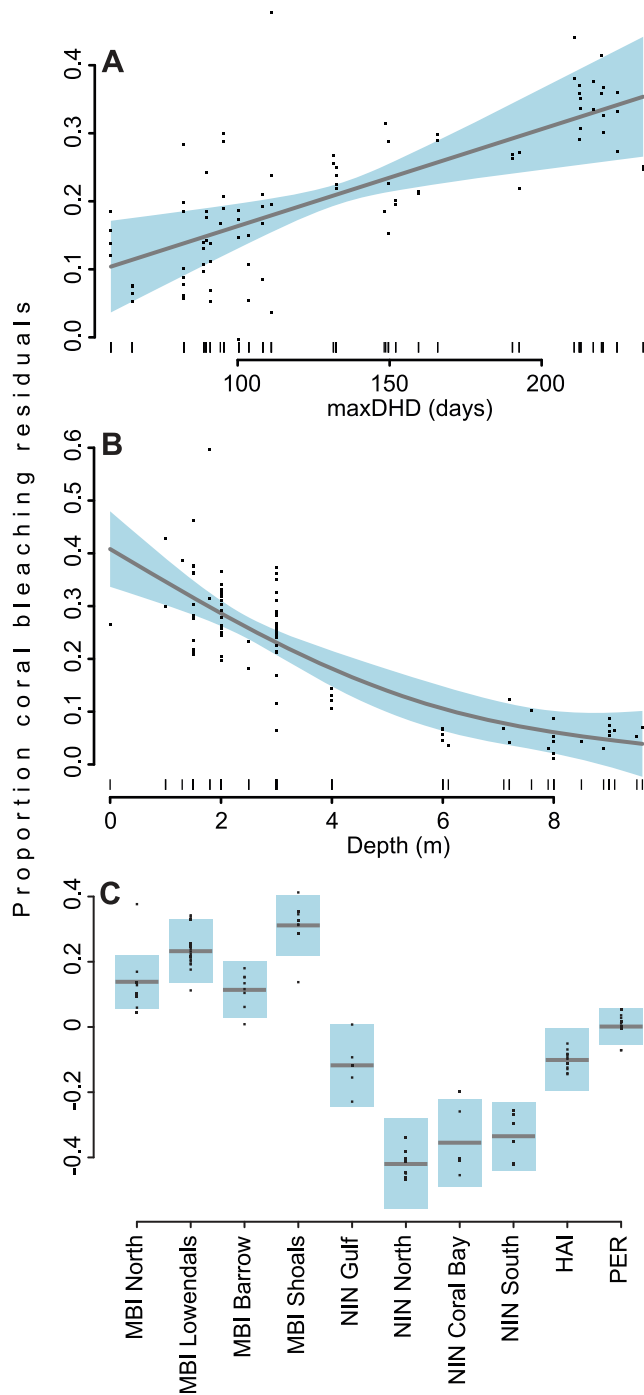 Proportion coral bleaching residuals
A
0.4
0.3
0.2
0.1
0.0
100 150 200
maxDHD (days)
B
0.6
0.5
0.4
0.3
0.2
0.1
0.0
0 2 4 6 8
Depth (m)
C
0.4
0.2
0
-0.2
-0.4
MBI North
MBI Lowendals
MBI Barrow
MBI Shoals
NIN Gulf
NIN North
NIN Coral Bay
NIN South
HAI
PER